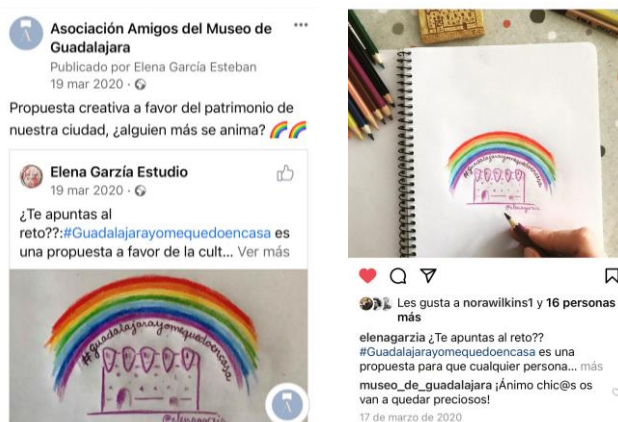 Asociación Amigos del Museo de
Guadalajara
Publicado por Elena García Esteban
19 mar 2020 ·
Propuesta creativa a favor del patrimonio de
nuestra ciudad, ¿alguien más se anima? 🌈🌈
Elena Garzía Estudio
19 mar 2020 ·
¿Te apuntas al
reto??:#Guadalajarayomequedoencasa es
una propuesta a favor de la cult... Ver más
#guadalajarayomequedoencasa
@elenagarzia
#guadalajarayomequedoencasa
@elenagarzia
Les gusta a norawilkins1 y 16 personas
más
elenagarzia ¿Te apuntas al reto??
#Guadalajarayomequedoencasa es una
propuesta para que cualquier persona... más
museo_de_guadalajara ¡Ánimo chic@s os
van a quedar preciosos!
17 de marzo de 2020